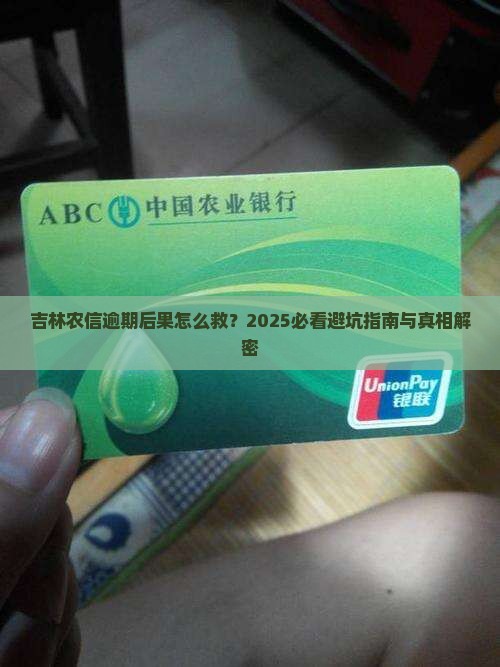 ABC 中国农业银行
吉林农信逾期后果怎么救？2025必看避坑指南与真相解
密
UnionPay
银联